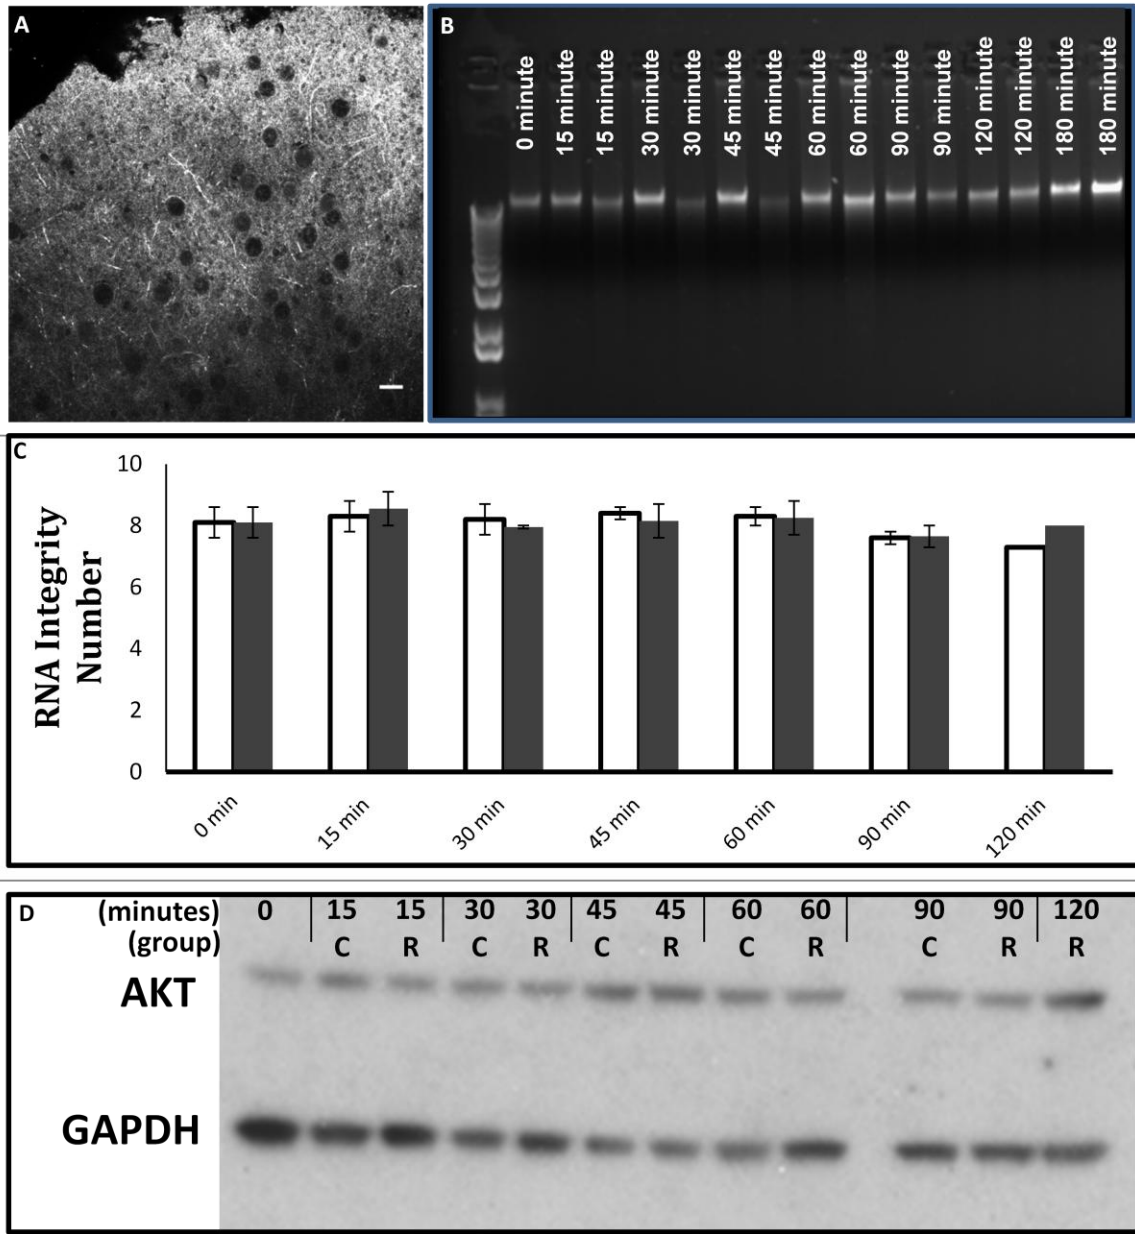 A
B
0 minute
15 minute
15 minute
30 minute
30 minute
45 minute
45 minute
60 minute
60 minute
90 minute
90 minute
120 minute
120 minute
180 minute
180 minute
C
RNA Integrity
Number
10
8
6
4
2
0
0 min
15 min
30 min
45 min
60 min
90 min
120 min
D
(minutes) 0 15 15 30 30 45 45 60 60 90 90 120
(group) C R C R C R C R C R R
AKT
GAPDH